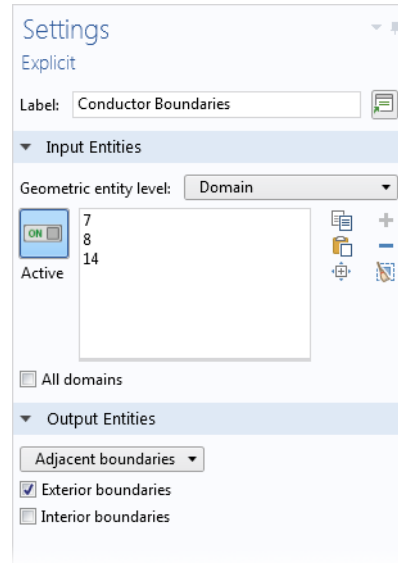 Settings
Explicit
Label: Conductor Boundaries
Input Entities
Geometric entity level: Domain
ON
7
8
14
Active
All domains
Output Entities
Adjacent boundaries
Exterior boundaries
Interior boundaries